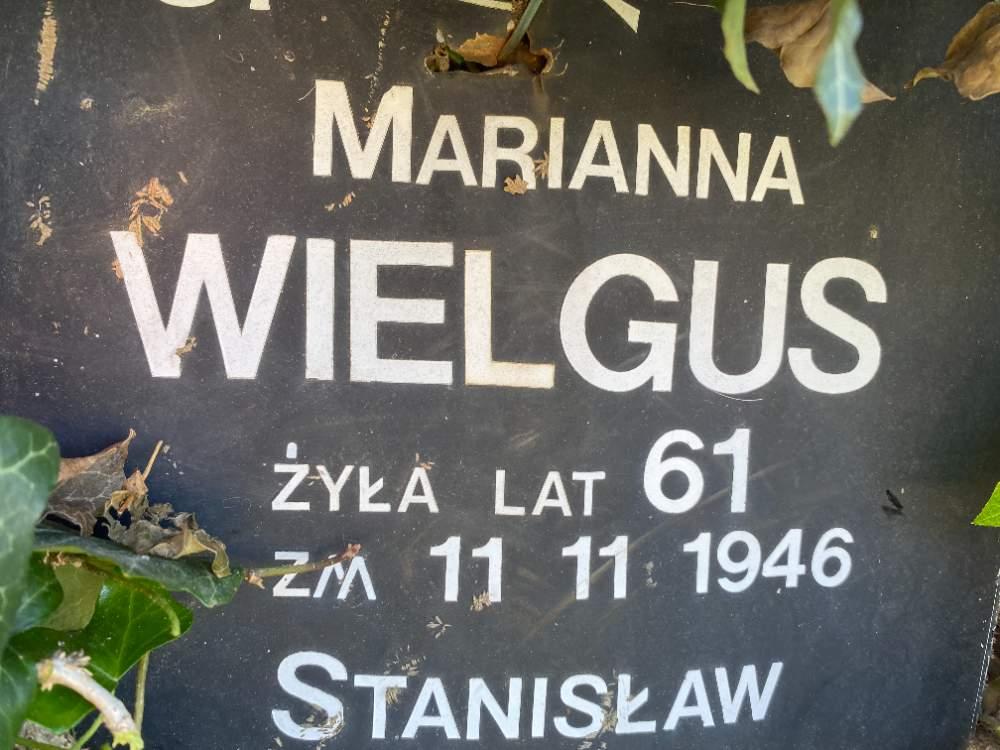 MARIANNA
WIELGUS
ŻYŁA LAT 61
ZM 11 11 1946
STANISŁAW